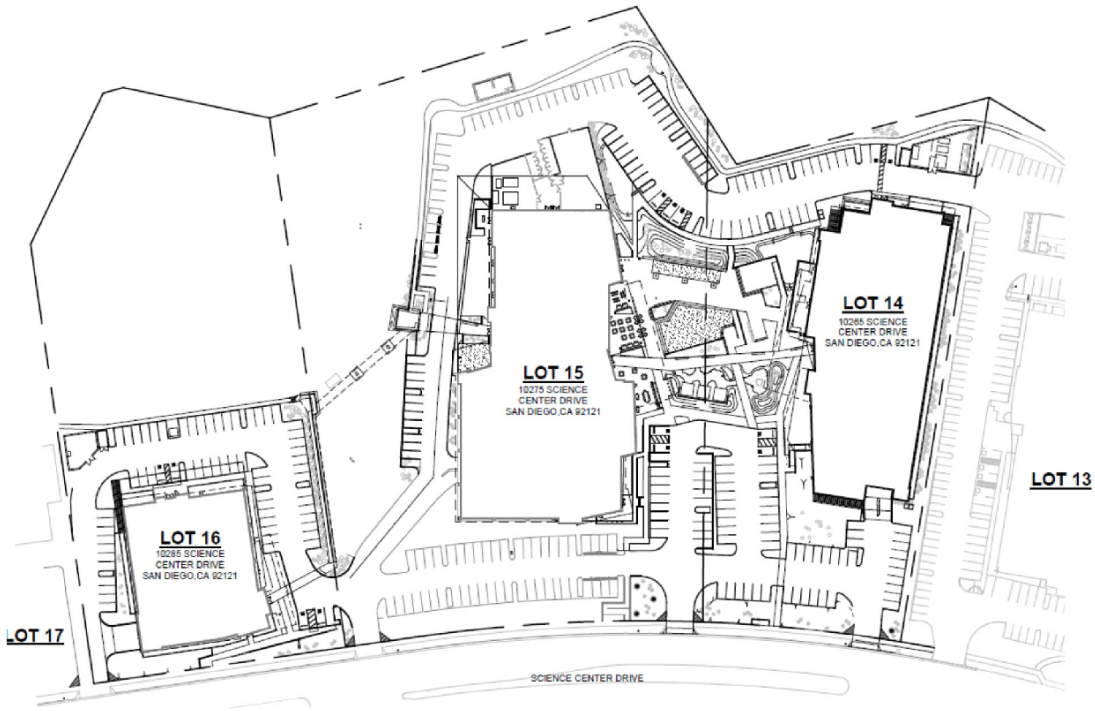 LOT 14
10265 SCIENCE
CENTER DRIVE
SAN DIEGO,CA 92121
LOT 15
10275 SCIENCE
CENTER DRIVE
SAN DIEGO,CA 92121
LOT 13
LOT 16
10285 SCIENCE
CENTER DRIVE
SAN DIEGO,CA 92121
LOT 17
SCIENCE CENTER DRIVE